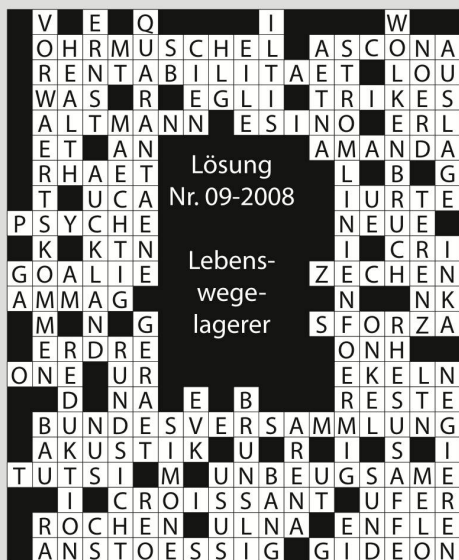 V E Q I W
OHRMUSCHEL ASCONA
RENTABILITAET LOU
WAS R EGLI TRIKES
ALTMANN ESINO ERL
ET AN AMANDA
RHAET L B G
T UCA IURTE
PSYCHE NEUE
K KTN I CRI
GOALIE ZECHEN
AMMAG N NK
M N G SFORZA
ERDRE ONH
ONE UR EKELN
D NA E B RESTE
BUNDESVERSAMMLUNG
AKUSTIK U R I S I
TUTSI M UNBEUGSAME
I CROISSANT UFER
ROCHEN ULNA ENFLE
ANSTOESSIG GIDEON
Lösung
Nr. 09-2008
Lebens-
wege-
lagerer